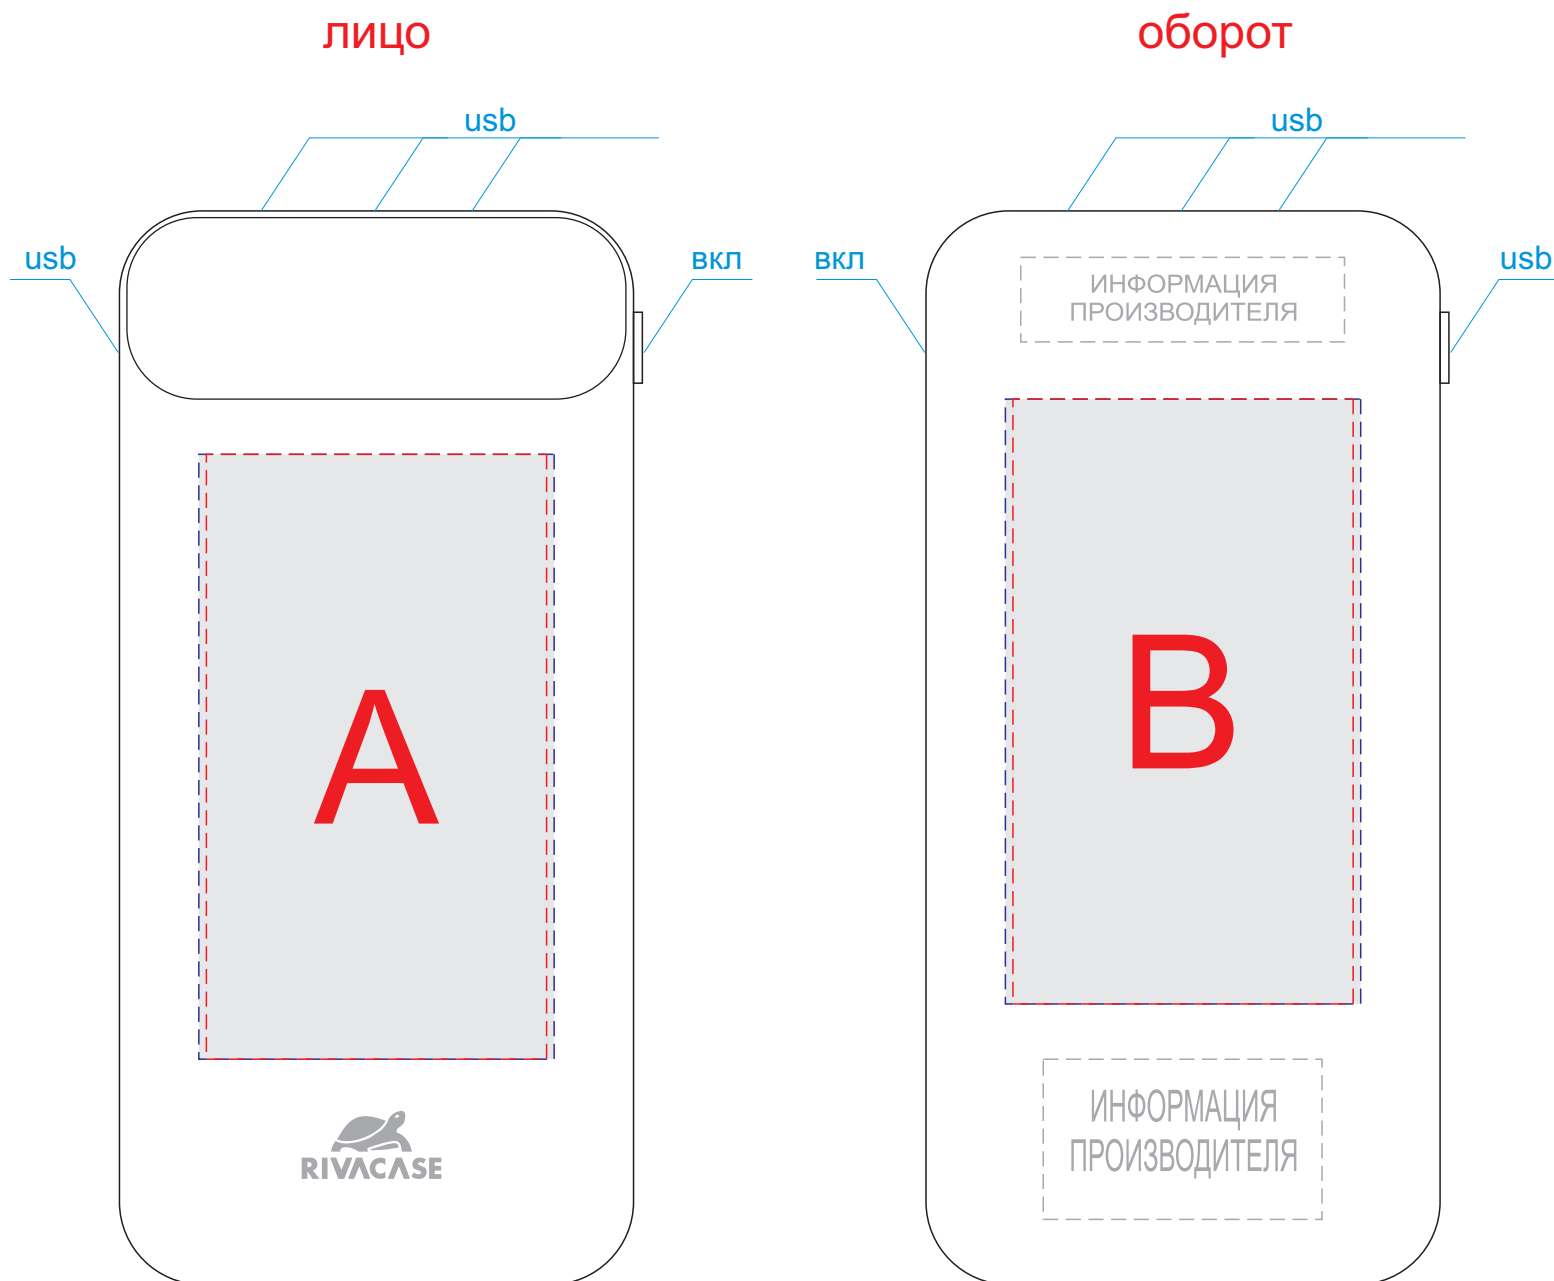 лицо
оборот
usb
usb
usb
вкл
вкл
usb
ИНФОРМАЦИЯ
ПРОИЗВОДИТЕЛЯ
A
B
RIVACASE
ИНФОРМАЦИЯ
ПРОИЗВОДИТЕЛЯ